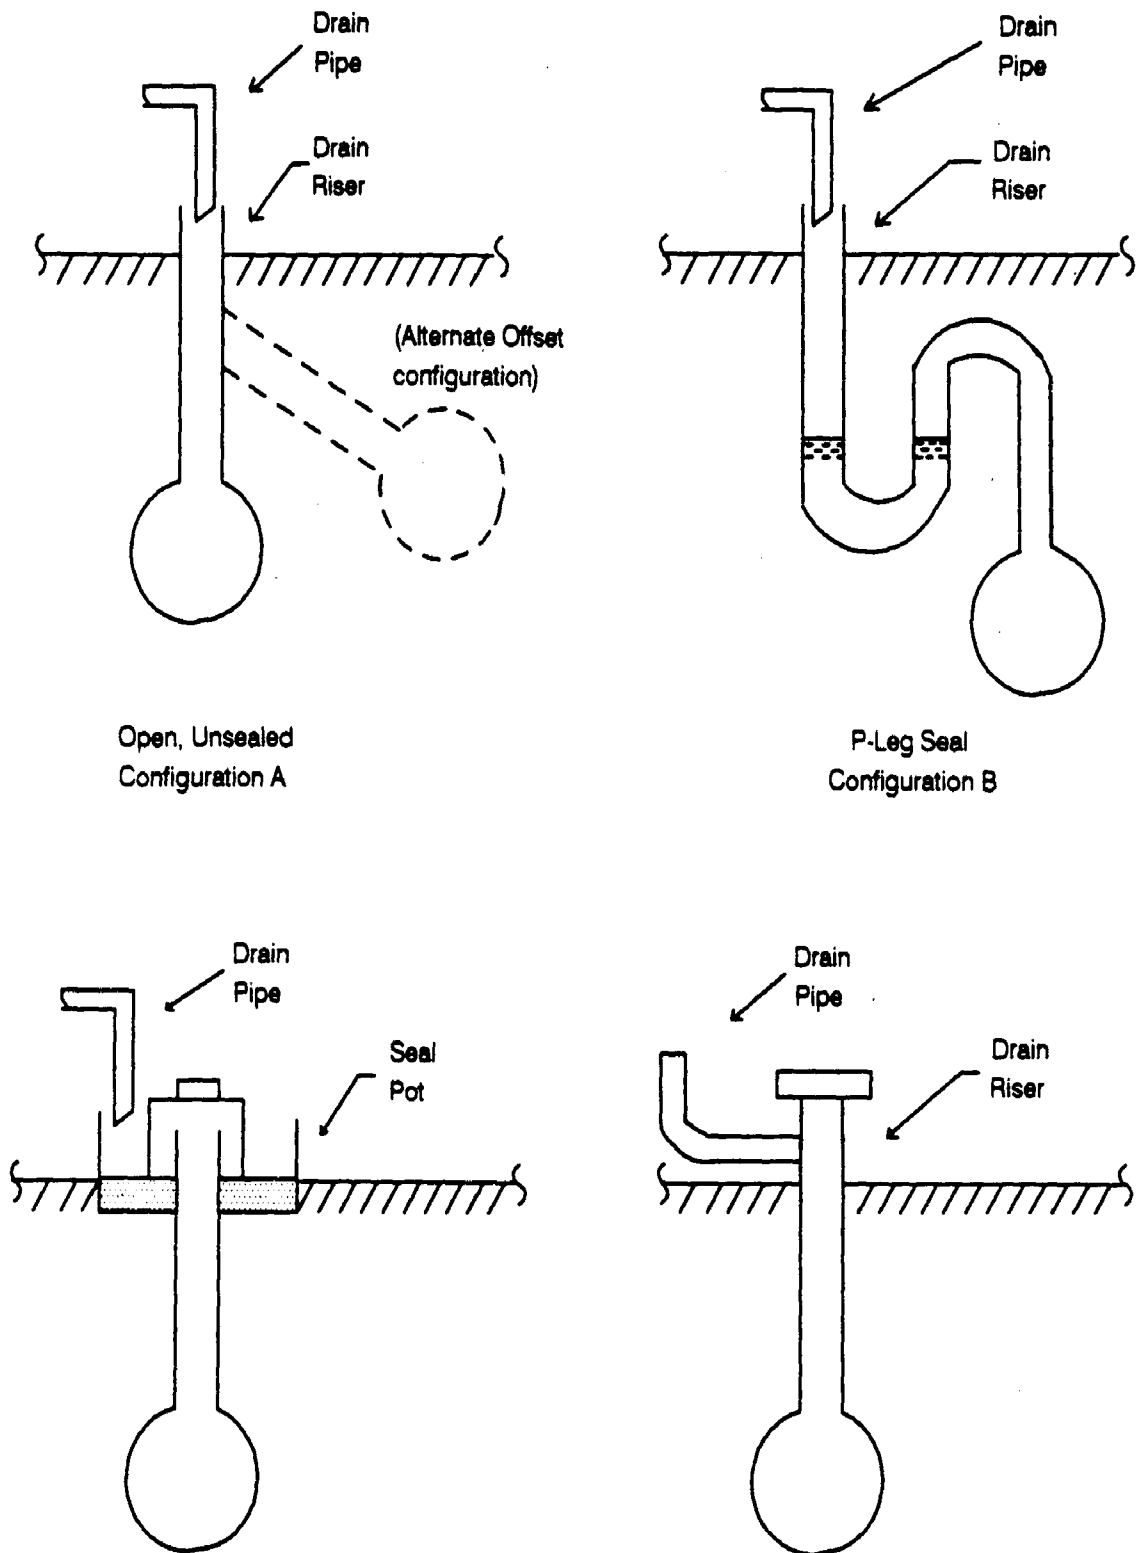 Drain
Pipe
Drain
Riser
(Alternate Offset
configuration)
Open, Unsealed
Configuration A
Drain
Pipe
Drain
Riser
P-Leg Seal
Configuration B
Drain
Pipe
Seal
Pot
Drain
Pipe
Drain
Riser